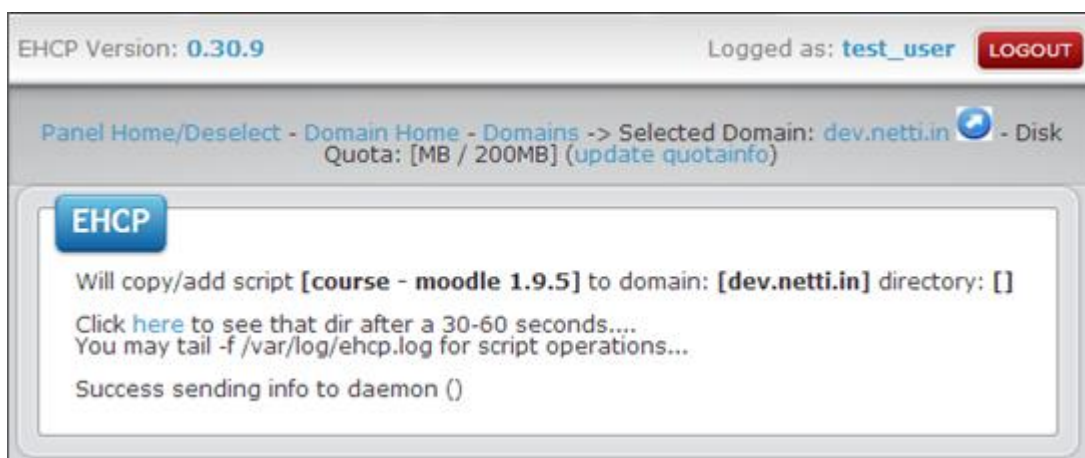 EHCP Version: 0.30.9 Logged as: test_user LOGOUT
Panel Home/Deselect - Domain Home - Domains -> Selected Domain: dev.netti.in - Disk
Quota: [MB / 200MB] (update quotainfo)
EHCP
Will copy/add script [course - moodle 1.9.5] to domain: [dev.netti.in] directory: []
Click here to see that dir after a 30-60 seconds....
You may tail -f /var/log/ehcp.log for script operations...
Success sending info to daemon ()